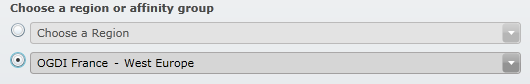 Choose a region or affinity group
Choose a Region
OGDI France - West Europe